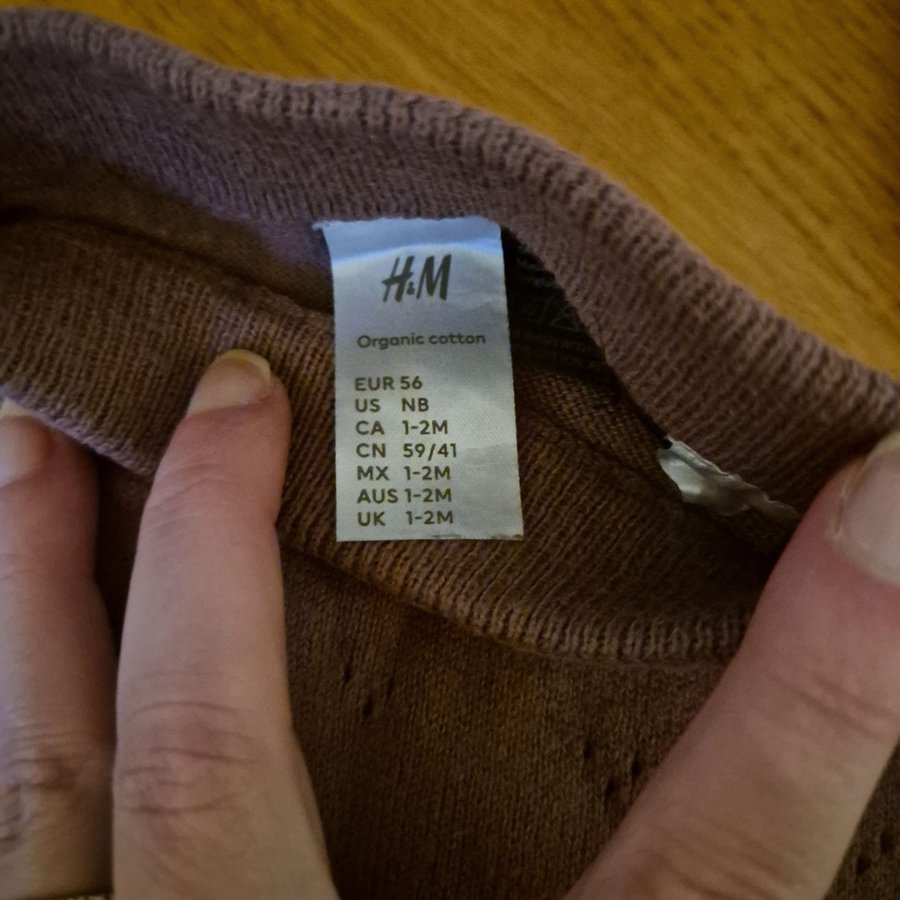 H&M
Organic cotton
EUR 56
US NB
CA 1-2M
CN 59/41
MX 1-2M
AUS 1-2M
UK 1-2M